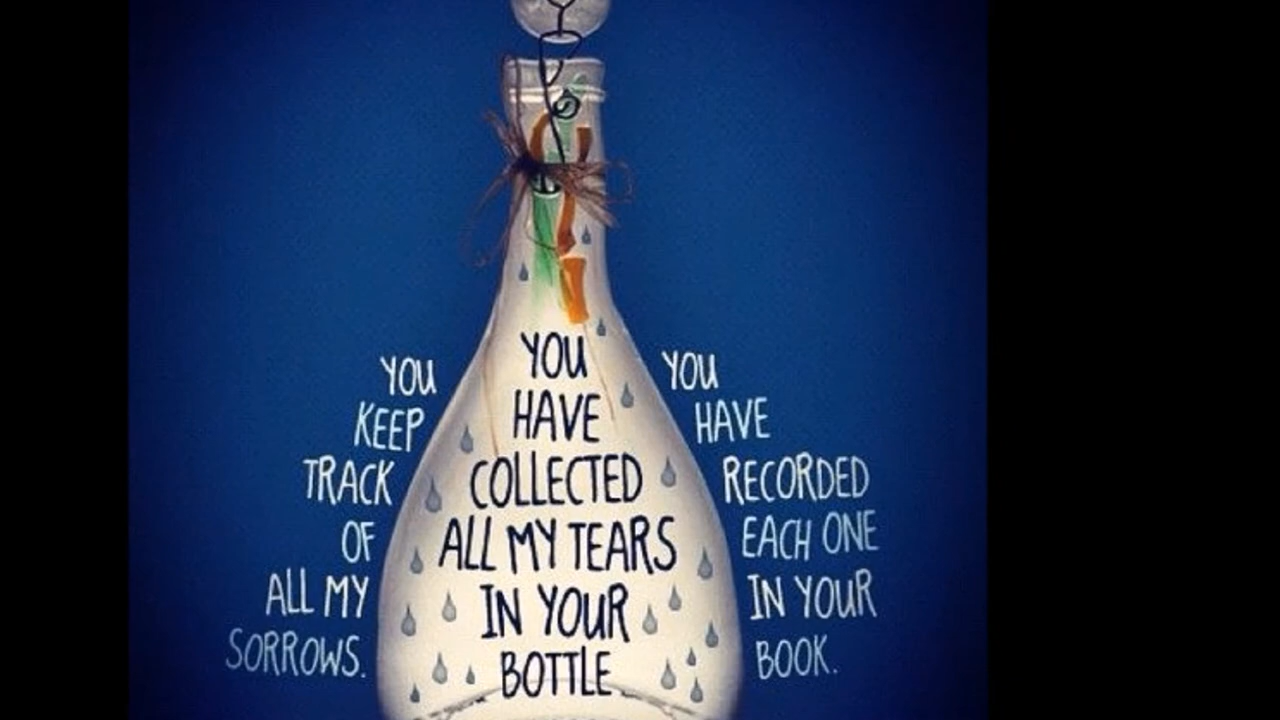 YOU
KEEP
TRACK
OF
ALL MY
SORROWS.
YOU
HAVE
COLLECTED
ALL MY TEARS
IN YOUR
BOTTLE
YOU
HAVE
RECORDED
EACH ONE
IN YOUR
BOOK.